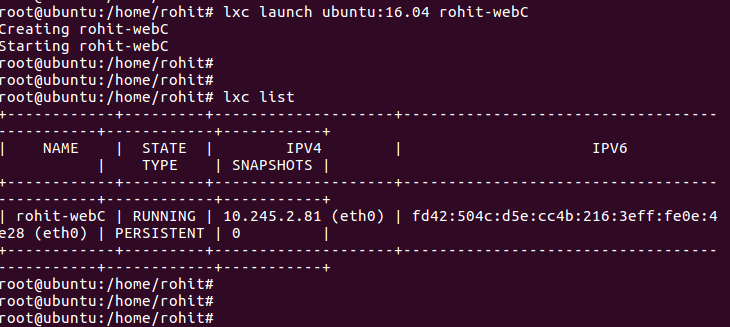 root@ubuntu:/home/rohit# lxc launch ubuntu:16.04 rohit-webC
Creating rohit-webC
Starting rohit-webC
root@ubuntu:/home/rohit#
root@ubuntu:/home/rohit#
root@ubuntu:/home/rohit# lxc list
+------------+---------+--------------------+-----------------------------------
-----------+------------+-----------+
|    NAME    |  STATE  |        IPV4        |                     IPV6
           |    TYPE    | SNAPSHOTS |
+------------+---------+--------------------+-----------------------------------
-----------+------------+-----------+
| rohit-webC | RUNNING | 10.245.2.81 (eth0) | fd42:504c:d5e:cc4b:216:3eff:fe0e:4
e28 (eth0) | PERSISTENT | 0         |
+------------+---------+--------------------+-----------------------------------
-----------+------------+-----------+
root@ubuntu:/home/rohit#
root@ubuntu:/home/rohit#
root@ubuntu:/home/rohit#